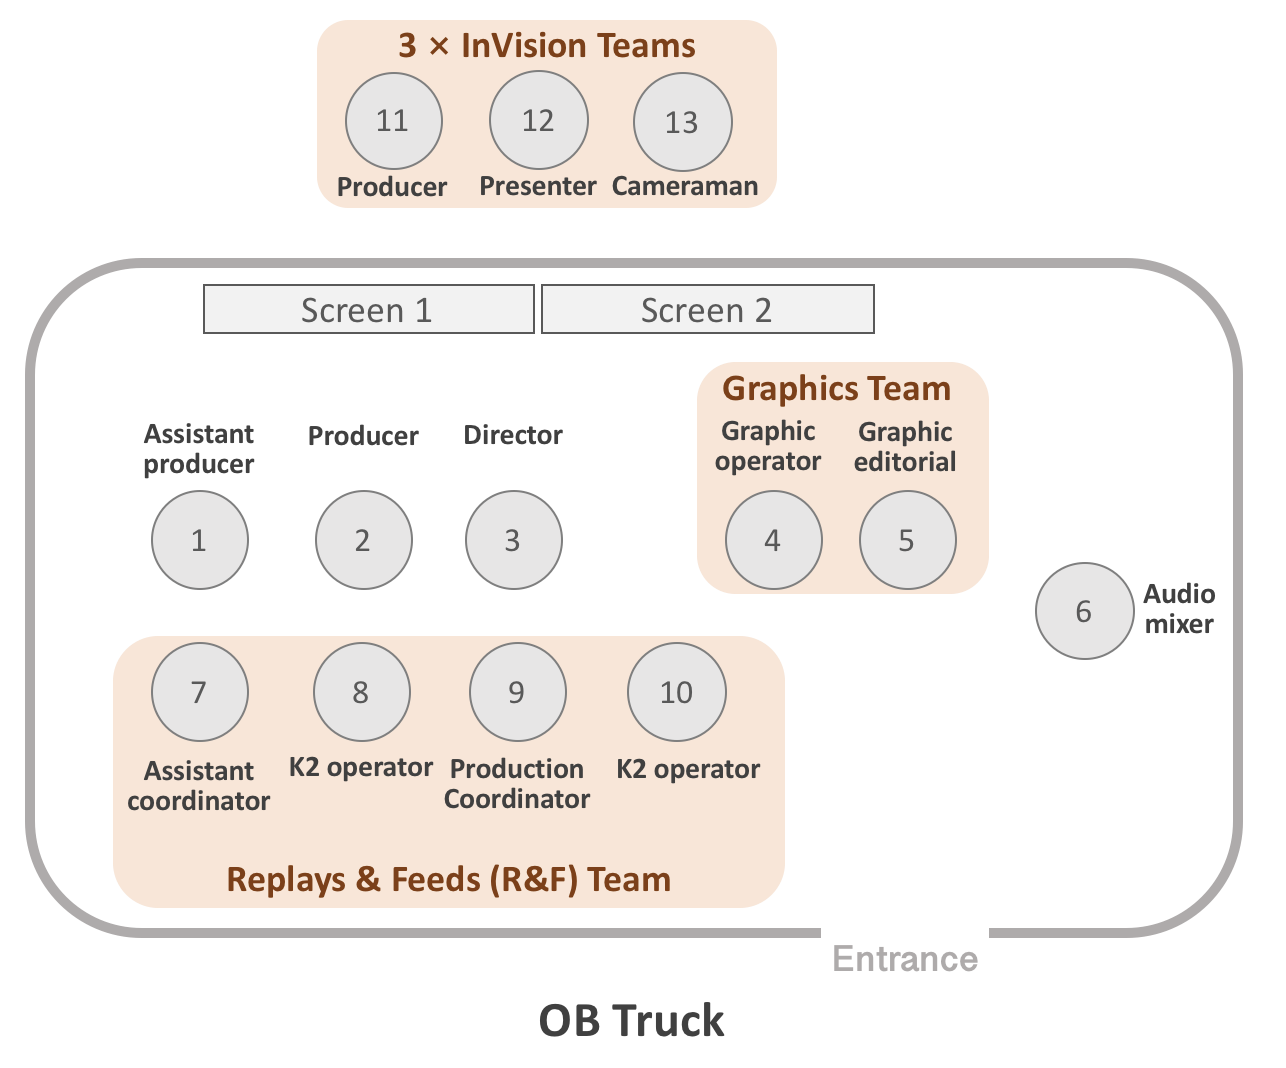 3 × InVision Teams
11 12 13
Producer Presenter Cameraman
Screen 1 Screen 2
Graphics Team
Assistant
producer
Producer
Director
Graphic
operator
Graphic
editorial
1 2 3 4 5
6
Audio
mixer
7 8 9 10
Assistant
coordinator
K2 operator
Production
Coordinator
K2 operator
Replays & Feeds (R&F) Team
Entrance
OB Truck